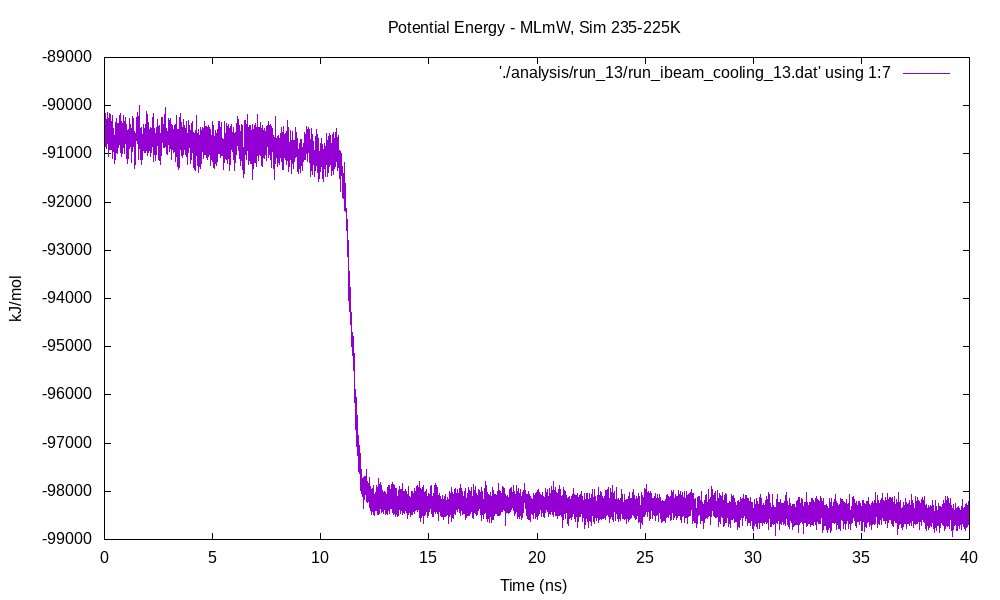 Potential Energy - MLmW, Sim 235-225K
'./analysis/run_13/run_ibeam_cooling_13.dat' using 1:7
-89000
-90000
-91000
-92000
-93000
-94000
-95000
-96000
-97000
-98000
-99000
kJ/mol
0 5 10 15 20 25 30 35 40
Time (ns)